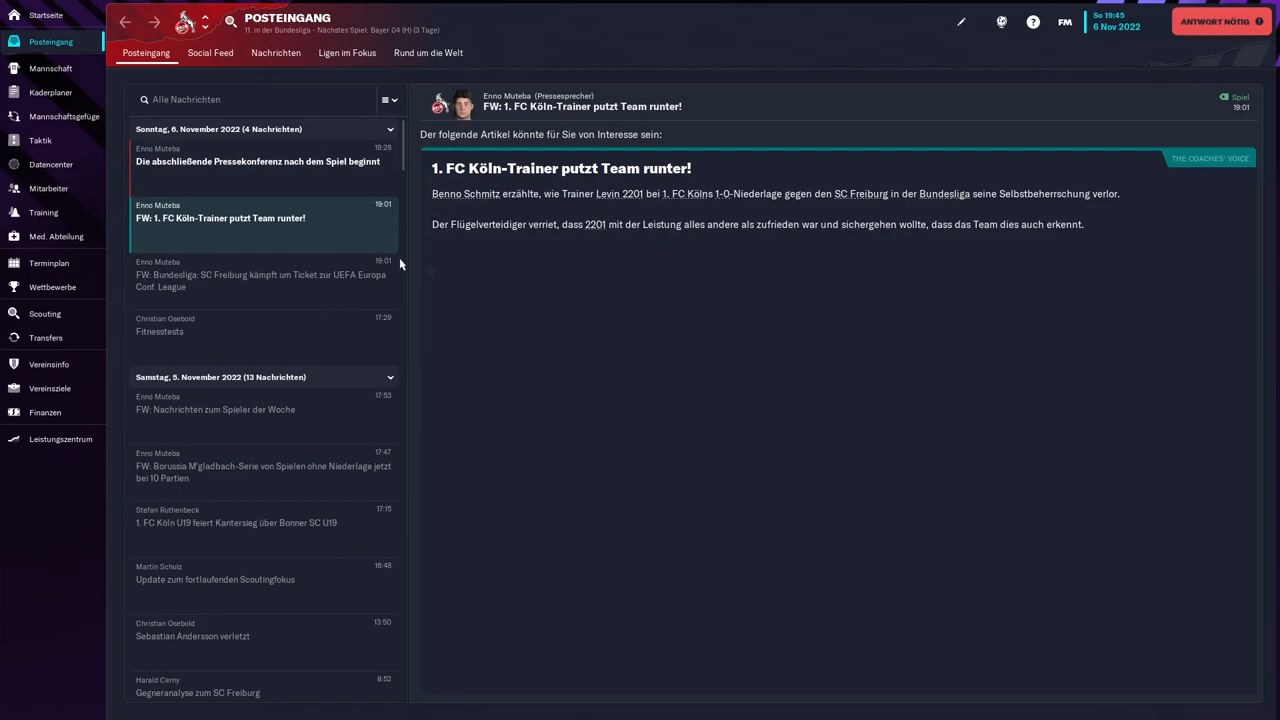 Startseite
Posteingang
Mannschaft
Kaderplaner
Mannschaftsgefüge
Taktik
Datencenter
Mitarbeiter
Training
Med. Abteilung
Terminplan
Wettbewerbe
Scouting
Transfers
Vereinsinfo
Vereinsziele
Finanzen
Leistungszentrum
POSTEINGANG
11. in der Bundesliga - Nächstes Spiel: Bayer 04 (H) (3 Tage)
FM
So 19:45
6 Nov 2022
ANTWORT NÖTIG
Posteingang Social Feed Nachrichten Ligen im Fokus Rund um die Welt
Alle Nachrichten
Sonntag, 6. November 2022 (4 Nachrichten)
Enno Muteba 19:28
Die abschließende Pressekonferenz nach dem Spiel beginnt
Enno Muteba 19:01
FW: 1. FC Köln-Trainer putzt Team runter!
Enno Muteba 19:01
FW: Bundesliga: SC Freiburg kämpft um Ticket zur UEFA Europa
Conf. League
Christian Osebold 17:29
Fitnesstests
Samstag, 5. November 2022 (13 Nachrichten)
Enno Muteba 17:53
FW: Nachrichten zum Spieler der Woche
Enno Muteba 17:47
FW: Borussia M'gladbach-Serie von Spielen ohne Niederlage jetzt
bei 10 Partien
Stefan Ruthenbeck 17:15
1. FC Köln U19 feiert Kantersieg über Bonner SC U19
Martin Schulz 16:48
Update zum fortlaufenden Scoutingfokus
Christian Osebold 13:50
Sebastian Andersson verletzt
Harald Cerny 8:52
Gegneranalyse zum SC Freiburg
Enno Muteba (Pressesprecher)
FW: 1. FC Köln-Trainer putzt Team runter!
Spiel
19:01
Der folgende Artikel könnte für Sie von Interesse sein:
THE COACHES' VOICE
1. FC Köln-Trainer putzt Team runter!
Benno Schmitz erzählte, wie Trainer Levin 2201 bei 1. FC Kölns 1-0-Niederlage gegen den SC Freiburg in der Bundesliga seine Selbstbeherrschung verlor.
Der Flügelverteidiger verriet, dass 2201 mit der Leistung alles andere als zufrieden war und sichergehen wollte, dass das Team dies auch erkennt.